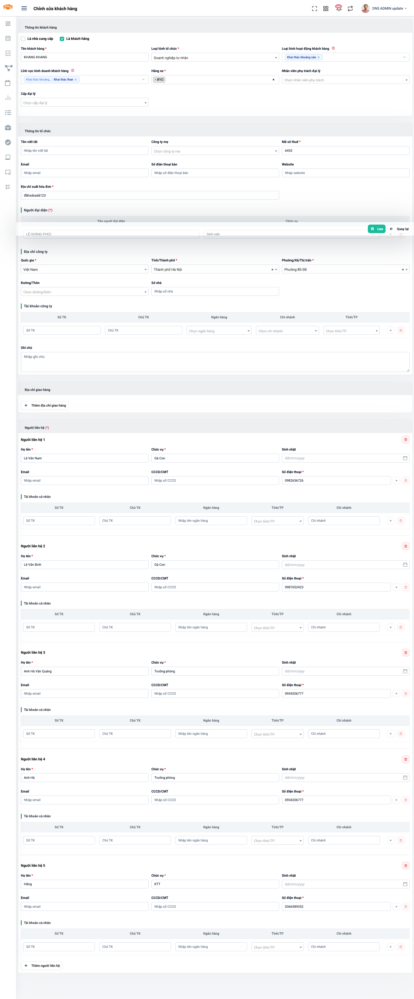 Chỉnh sửa khách hàng
686
DNS ADMIN update
Thông tin khách hàng
Là nhà cung cấp
Là khách hàng
Tên khách hàng *
Loại hình tổ chức *
Loại hình hoạt động khách hàng
KHANG KHANG
Doanh nghiệp tư nhân
Khai thác khoáng sản ×
Lĩnh vực kinh doanh khách hàng
Hãng xe *
Nhân viên phụ trách đại lý
Khai thác khoáng... : Khai thác than ×
× BYD
×
Chọn nhân viên phụ trách
Cấp đại lý
Chọn cấp đại lý
Thông tin tổ chức
Tên viết tắt
Công ty mẹ
Mã số thuế *
Nhập tên viết tắt
Chọn công ty mẹ
6433
Email
Số điện thoại bàn
Website
Nhập email
Nhập số điện thoại bàn
Nhập website
Địa chỉ xuất hóa đơn *
đâhsdsadá123
Người đại diện (*)
Tên người đại diện
Chức vụ
LÊ HOÀNG PHÚC
Sinh viên
Lưu
Quay lại
Địa chỉ công ty
Quốc gia *
Tỉnh/Thành phố *
Phường/Xã/Thị trấn *
Việt Nam
Thành phố Hà Nội
×
Phường Bồ Đề
×
Đường/Thôn
Số nhà
Chọn đường/thôn
Nhập số nhà
Tài khoản công ty
Số TK
Chủ TK
Ngân hàng
Chi nhánh
Tỉnh/TP
Số TK
Chủ TK
Chọn ngân hàng
Chọn chi nhánh
Chọn tỉnh/TP
Ghi chú
Nhập ghi chú
Địa chỉ giao hàng
+ Thêm địa chỉ giao hàng
Người liên hệ (*)
Người liên hệ 1
Họ tên *
Chức vụ *
Sinh nhật
Lê Văn Nam
Gà Con
dd/mm/yyyy
Email
CCCD/CMT
Số điện thoại *
Nhập email
Nhập số CCCD
0982636726
Tài khoản cá nhân
Số TK
Chủ TK
Ngân hàng
Tỉnh/TP
Chi nhánh
Số TK
Chủ TK
Nhập tên ngân hàng
Chọn tỉnh/TP
Chi nhánh
Người liên hệ 2
Họ tên *
Chức vụ *
Sinh nhật
Lê Văn Bình
Gà Con
dd/mm/yyyy
Email
CCCD/CMT
Số điện thoại *
Nhập email
Nhập số CCCD
0987652423
Tài khoản cá nhân
Số TK
Chủ TK
Ngân hàng
Tỉnh/TP
Chi nhánh
Số TK
Chủ TK
Nhập tên ngân hàng
Chọn tỉnh/TP
Chi nhánh
Người liên hệ 3
Họ tên *
Chức vụ *
Sinh nhật
Anh Hà Văn Quảng
Trưởng phòng
dd/mm/yyyy
Email
CCCD/CMT
Số điện thoại *
Nhập email
Nhập số CCCD
0934206777
Tài khoản cá nhân
Số TK
Chủ TK
Ngân hàng
Tỉnh/TP
Chi nhánh
Số TK
Chủ TK
Nhập tên ngân hàng
Chọn tỉnh/TP
Chi nhánh
Người liên hệ 4
Họ tên *
Chức vụ *
Sinh nhật
Anh Hà
Trưởng phòng
dd/mm/yyyy
Email
CCCD/CMT
Số điện thoại *
Nhập email
Nhập số CCCD
0934206777
Tài khoản cá nhân
Số TK
Chủ TK
Ngân hàng
Tỉnh/TP
Chi nhánh
Số TK
Chủ TK
Nhập tên ngân hàng
Chọn tỉnh/TP
Chi nhánh
Người liên hệ 5
Họ tên *
Chức vụ *
Sinh nhật
Hằng
KTT
dd/mm/yyyy
Email
CCCD/CMT
Số điện thoại *
Nhập email
Nhập số CCCD
0366589352
Tài khoản cá nhân
Số TK
Chủ TK
Ngân hàng
Tỉnh/TP
Chi nhánh
Số TK
Chủ TK
Nhập tên ngân hàng
Chọn tỉnh/TP
Chi nhánh
+ Thêm người liên hệ